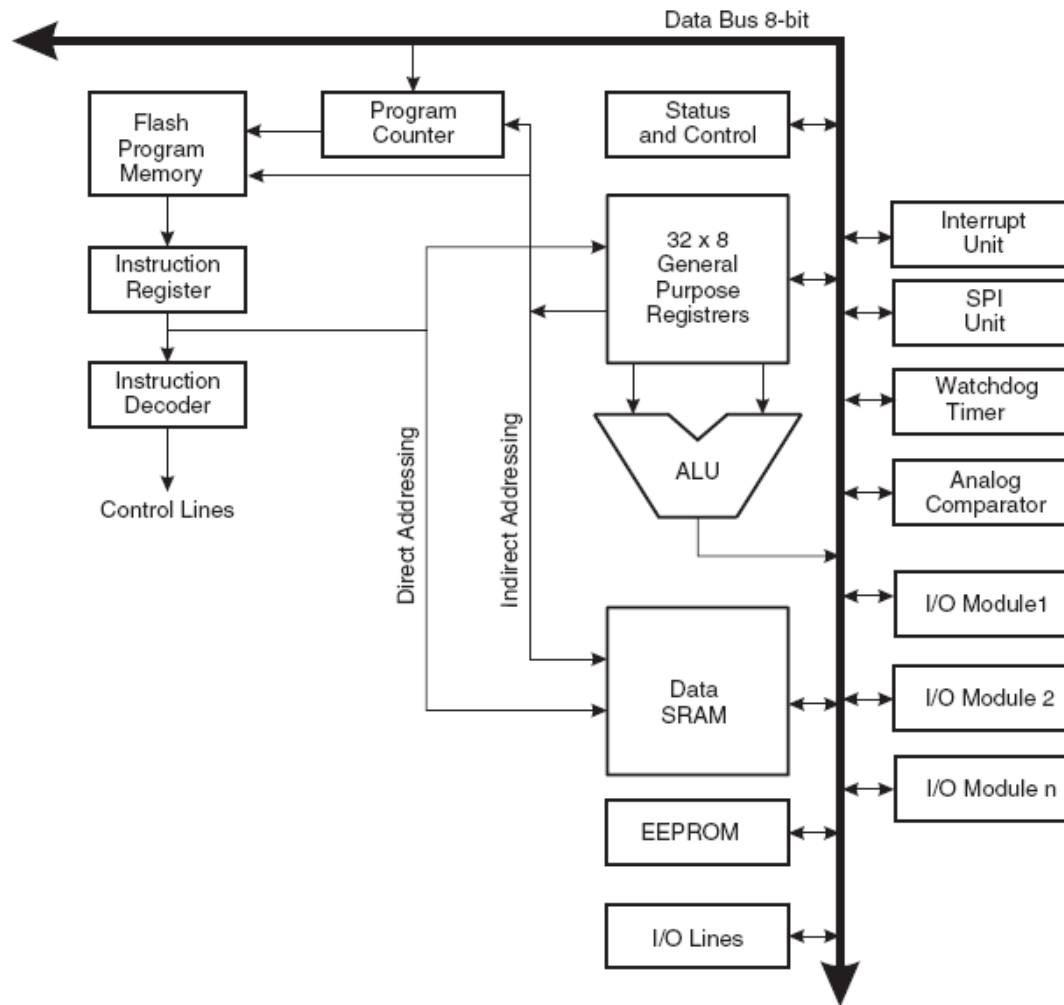 Data Bus 8-bit
Flash
Program
Memory
Program
Counter
Status
and Control
32 x 8
General
Purpose
Registrers
Interrupt
Unit
Instruction
Register
SPI
Unit
Instruction
Decoder
Watchdog
Timer
ALU
Analog
Comparator
Control Lines
Direct Addressing
Indirect Addressing
I/O Module1
Data
SRAM
I/O Module 2
I/O Module n
EEPROM
I/O Lines